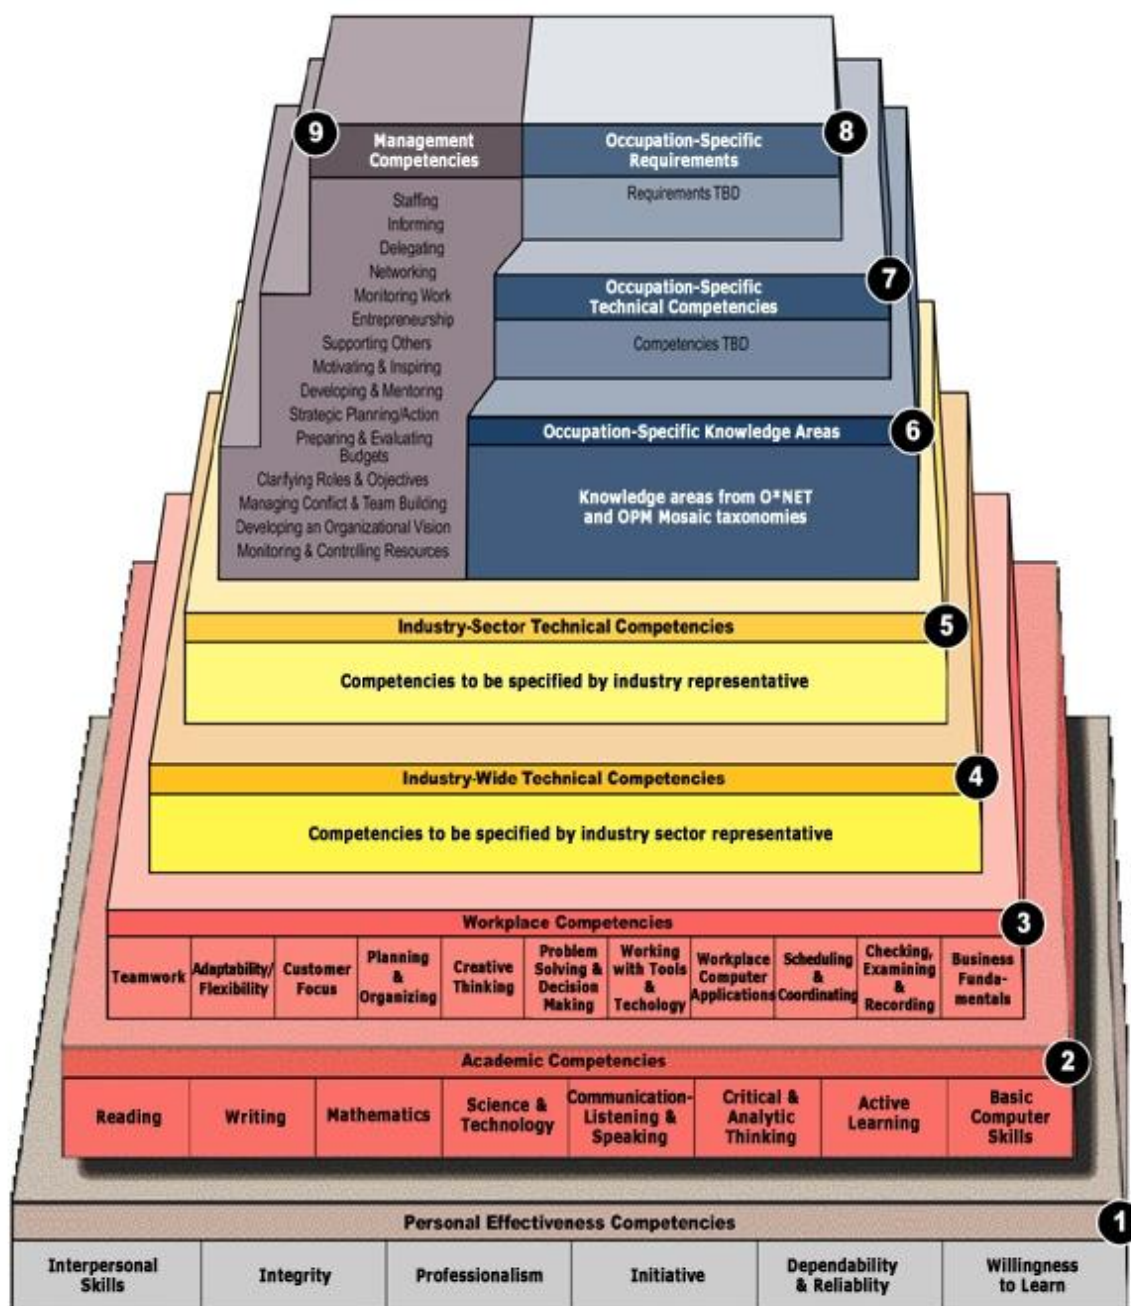 9
Management
Competencies
Staffing
Informing
Delegating
Networking
Monitoring Work
Entrepreneurship
Supporting Others
Motivating & Inspiring
Developing & Mentoring
Strategic Planning/Action
Preparing & Evaluating
Budgets
Clarifying Roles & Objectives
Managing Conflict & Team Building
Developing an Organizational Vision
Monitoring & Controlling Resources
Occupation-Specific
Requirements
8
Requirements TBD
Occupation-Specific
Technical Competencies
7
Competencies TBD
Occupation-Specific Knowledge Areas
6
Knowledge areas from O*NET
and OPM Mosaic taxonomies
Industry-Sector Technical Competencies
5
Competencies to be specified by industry representative
Industry-Wide Technical Competencies
4
Competencies to be specified by industry sector representative
Workplace Competencies
3
Teamwork
Adaptability/
Flexibility
Customer
Focus
Planning
&
Organizing
Creative
Thinking
Problem
Solving &
Decision
Making
Working
with Tools
&
Techology
Workplace
Computer
Applications
Scheduling
&
Coordinating
Checking,
Examining
&
Recording
Business
Funda-
mentals
Academic Competencies
2
Reading
Writing
Mathematics
Science &
Technology
Communication-
Listening &
Speaking
Critical &
Analytic
Thinking
Active
Learning
Basic
Computer
Skills
Personal Effectiveness Competencies
1
Interpersonal
Skills
Integrity
Professionalism
Initiative
Dependability
& Reliablity
Willingness
to Learn